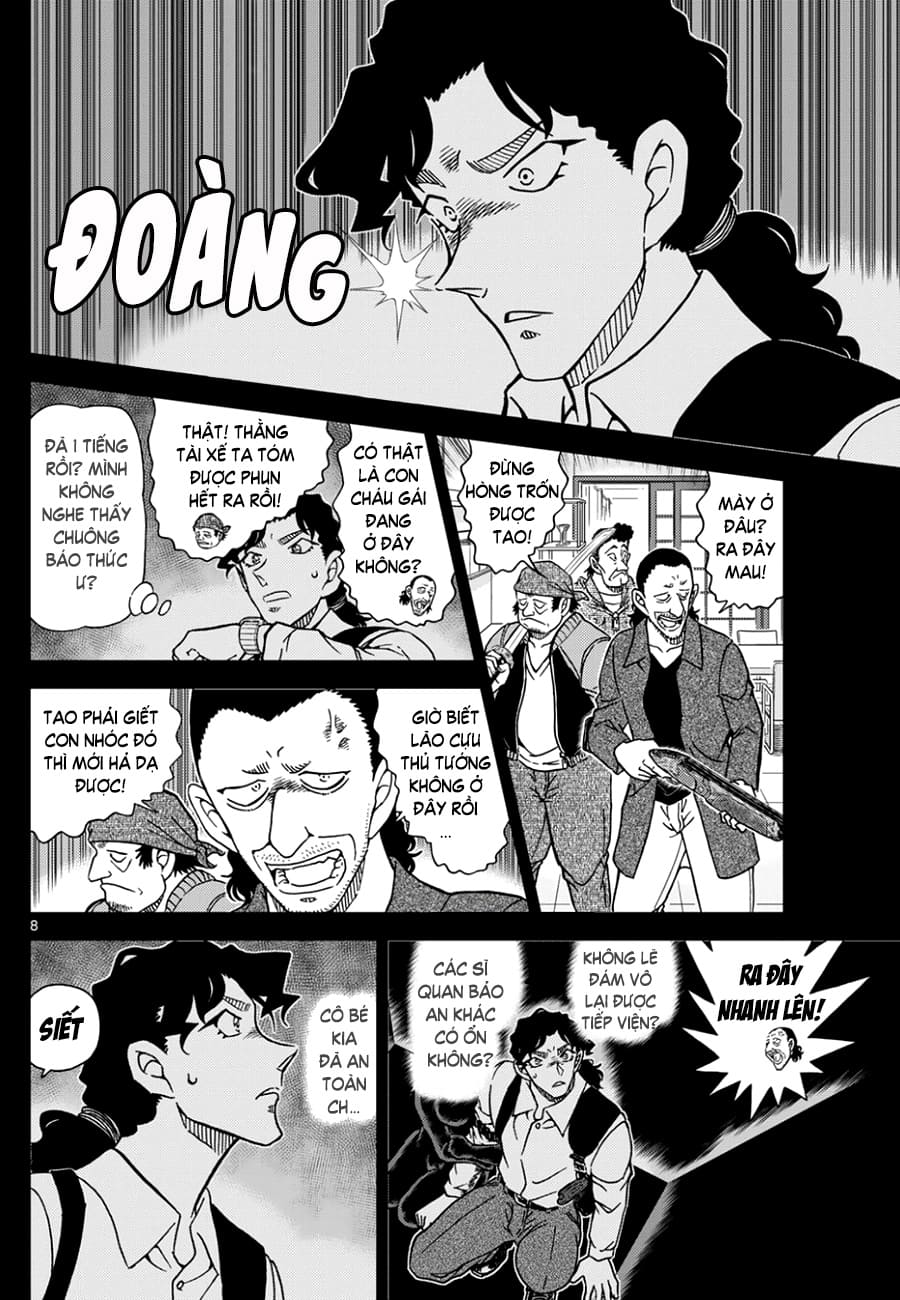 ĐOÀNG
MÀY Ở
ĐÂU?
RA ĐÂY
MAU!
ĐỪNG
HÒNG TRỐN
ĐƯỢC
TAO!
CÓ THẬT
LÀ CON
CHÁU GÁI
ĐANG
Ở ĐÂY
KHÔNG?
THẬT! THẰNG
TÀI XẾ TA TÓM
ĐƯỢC PHUN
HẾT RA RỒI!
ĐÃ 1 TIẾNG
RỒI? MÌNH
KHÔNG
NGHE THẤY
CHUÔNG
BÁO THỨC
Ư?
GIỜ BIẾT
LÃO CỰU
THỦ TƯỚNG
KHÔNG Ở
ĐÂY RỒI
...
TAO PHẢI GIẾT
CON NHÓC ĐÓ
THÌ MỚI HẢ DẠ
ĐƯỢC!
8
RA ĐÂY
NHANH LÊN!
KHÔNG LẼ
ĐÁM VÔ
LẠI ĐƯỢC
TIẾP VIỆN?
CÁC SĨ
QUAN BẢO
AN KHÁC
CÓ ỔN
KHÔNG?
CÔ BÉ
KIA
ĐÃ AN
TOÀN
CH...
SIẾT